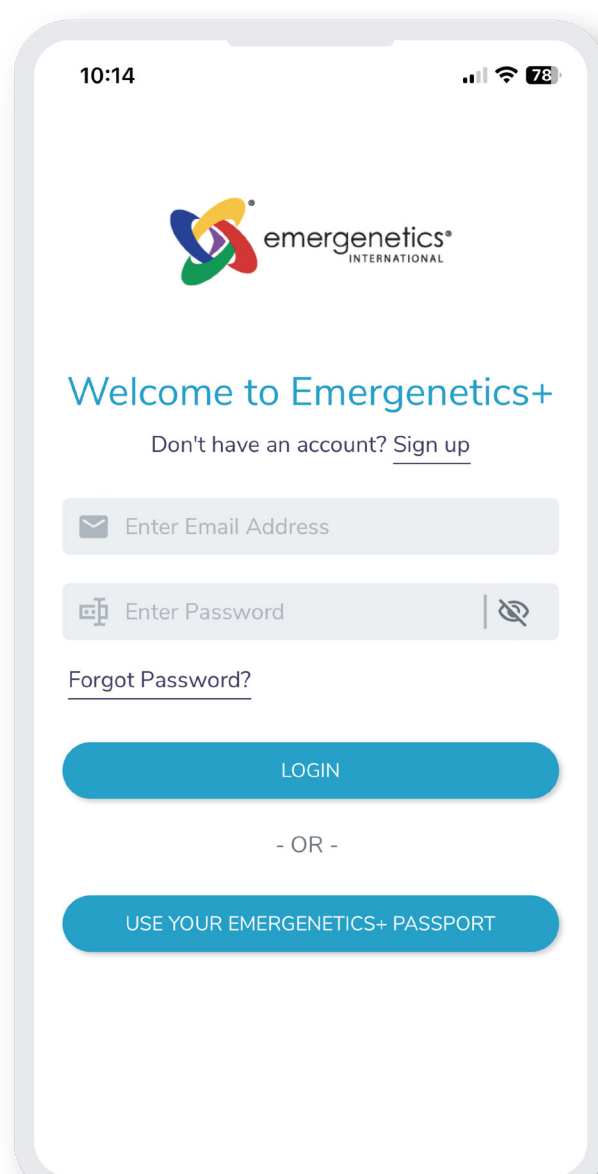 10:14
78
emergenetics®
INTERNATIONAL
Welcome to Emergenetics+
Don't have an account? Sign up
Enter Email Address
Enter Password
Forgot Password?
LOGIN
- OR -
USE YOUR EMERGENETICS+ PASSPORT